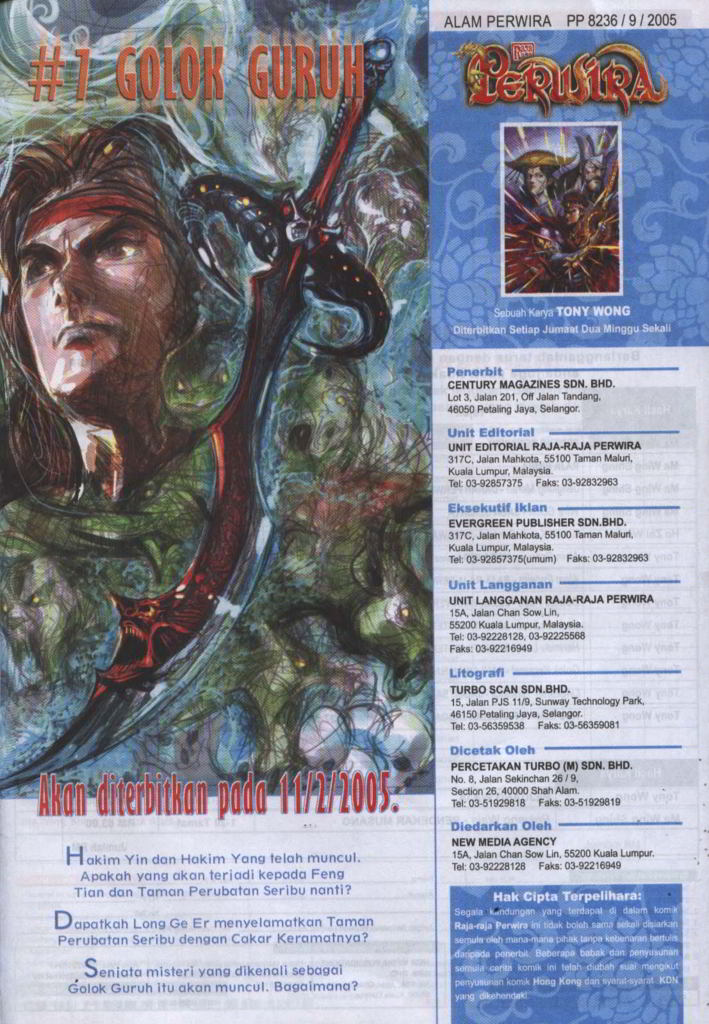 #1 GOLOK GURUH
Akan diterbitkan pada 11/2/2005.
Hakim Yin dan Hakim Yang telah muncul.
Apakah yang akan terjadi kepada Feng
Tian dan Taman Perubatan Seribu nanti?
Dapatkah Long Ge Er menyelamatkan Taman
Perubatan Seribu dengan Cakar Keramatnya?
Senjata misteri yang dikenali sebagai
Golok Guruh itu akan muncul. Bagaimana?
ALAM PERWIRA PP 8236 / 9 / 2005
Raja
PERWIRA
Sebuah Karya TONY WONG
Diterbitkan Setiap Jumaat Dua Minggu Sekali
Penerbit
CENTURY MAGAZINES SDN. BHD.
Lot 3, Jalan 201, Off Jalan Tandang,
46050 Petaling Jaya, Selangor.
Unit Editorial
UNIT EDITORIAL RAJA-RAJA PERWIRA
317C, Jalan Mahkota, 55100 Taman Maluri,
Kuala Lumpur, Malaysia.
Tel: 03-92857375 Faks: 03-92832963
Eksekutif Iklan
EVERGREEN PUBLISHER SDN.BHD.
317C, Jalan Mahkota, 55100 Taman Maluri,
Kuala Lumpur, Malaysia.
Tel: 03-92857375(umum) Faks: 03-92832963
Unit Langganan
UNIT LANGGANAN RAJA-RAJA PERWIRA
15A, Jalan Chan Sow Lin,
55200 Kuala Lumpur, Malaysia.
Tel: 03-92228128, 03-92225568
Faks: 03-92216949
Litografi
TURBO SCAN SDN.BHD.
15, Jalan PJS 11/9, Sunway Technology Park,
46150 Petaling Jaya, Selangor.
Tel: 03-56359538 Faks: 03-56359081
Dicetak Oleh
PERCETAKAN TURBO (M) SDN. BHD.
No. 8, Jalan Sekinchan 26 / 9,
Section 26, 40000 Shah Alam.
Tel: 03-51929818 Faks: 03-51929819
Diedarkan Oleh
NEW MEDIA AGENCY
15A, Jalan Chan Sow Lin, 55200 Kuala Lumpur.
Tel: 03-92228128 Faks: 03-92216949
Hak Cipta Terpelihara:
Segala kandungan yang terdapat di dalam komik
Raja-raja Perwira ini tidak boleh sama sekali disiarkan
semula oleh mana-mana pihak tanpa kebenaran bertulis
daripada penerbit. Beberapa babak dan penyusunan
semula cerita komik ini telah diubah suai mengikut
penyusunan komik Hong Kong dan syarat-syarat KDN
yang dikehendaki.